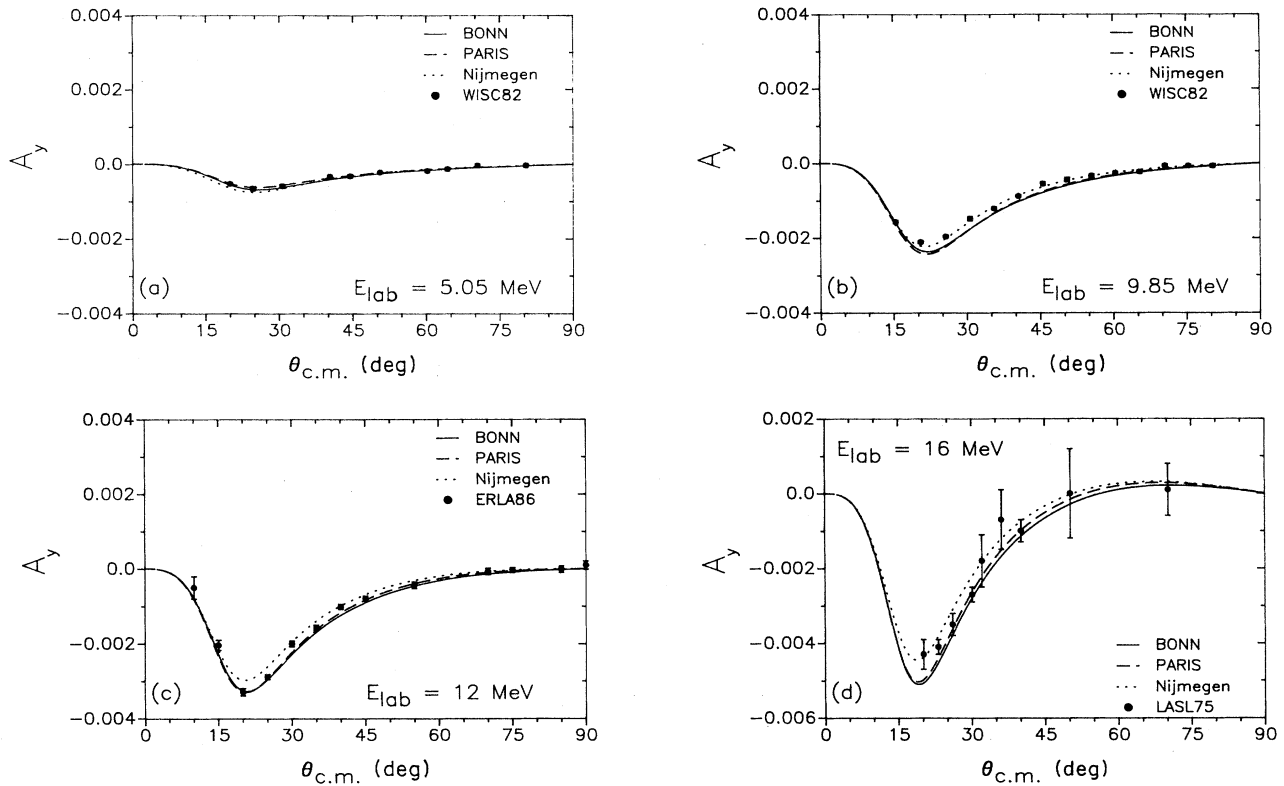 0.004
0.002
0.0
−0.002
−0.004
A_y
BONN
PARIS
Nijmegen
WISC82
(a)
E_lab = 5.05 MeV
0 15 30 45 60 75 90
θ_c.m. (deg)
0.004
0.002
0.0
−0.002
−0.004
A_y
BONN
PARIS
Nijmegen
WISC82
(b)
E_lab = 9.85 MeV
0 15 30 45 60 75 90
θ_c.m. (deg)
0.004
0.002
0.0
−0.002
−0.004
A_y
BONN
PARIS
Nijmegen
ERLA86
(c)
E_lab = 12 MeV
0 15 30 45 60 75 90
θ_c.m. (deg)
0.002
0.0
−0.002
−0.004
−0.006
A_y
E_lab = 16 MeV
BONN
PARIS
Nijmegen
LASL75
(d)
0 15 30 45 60 75 90
θ_c.m. (deg)